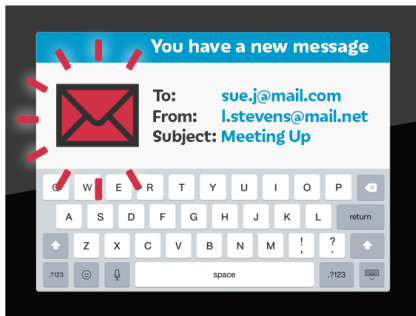 You have a new message
To: sue.j@mail.com
From: l.stevens@mail.net
Subject: Meeting Up
Q W E R T Y U I O P
A S D F G H J K L return
Z X C V B N M ! , ? .
.?123 space .?123